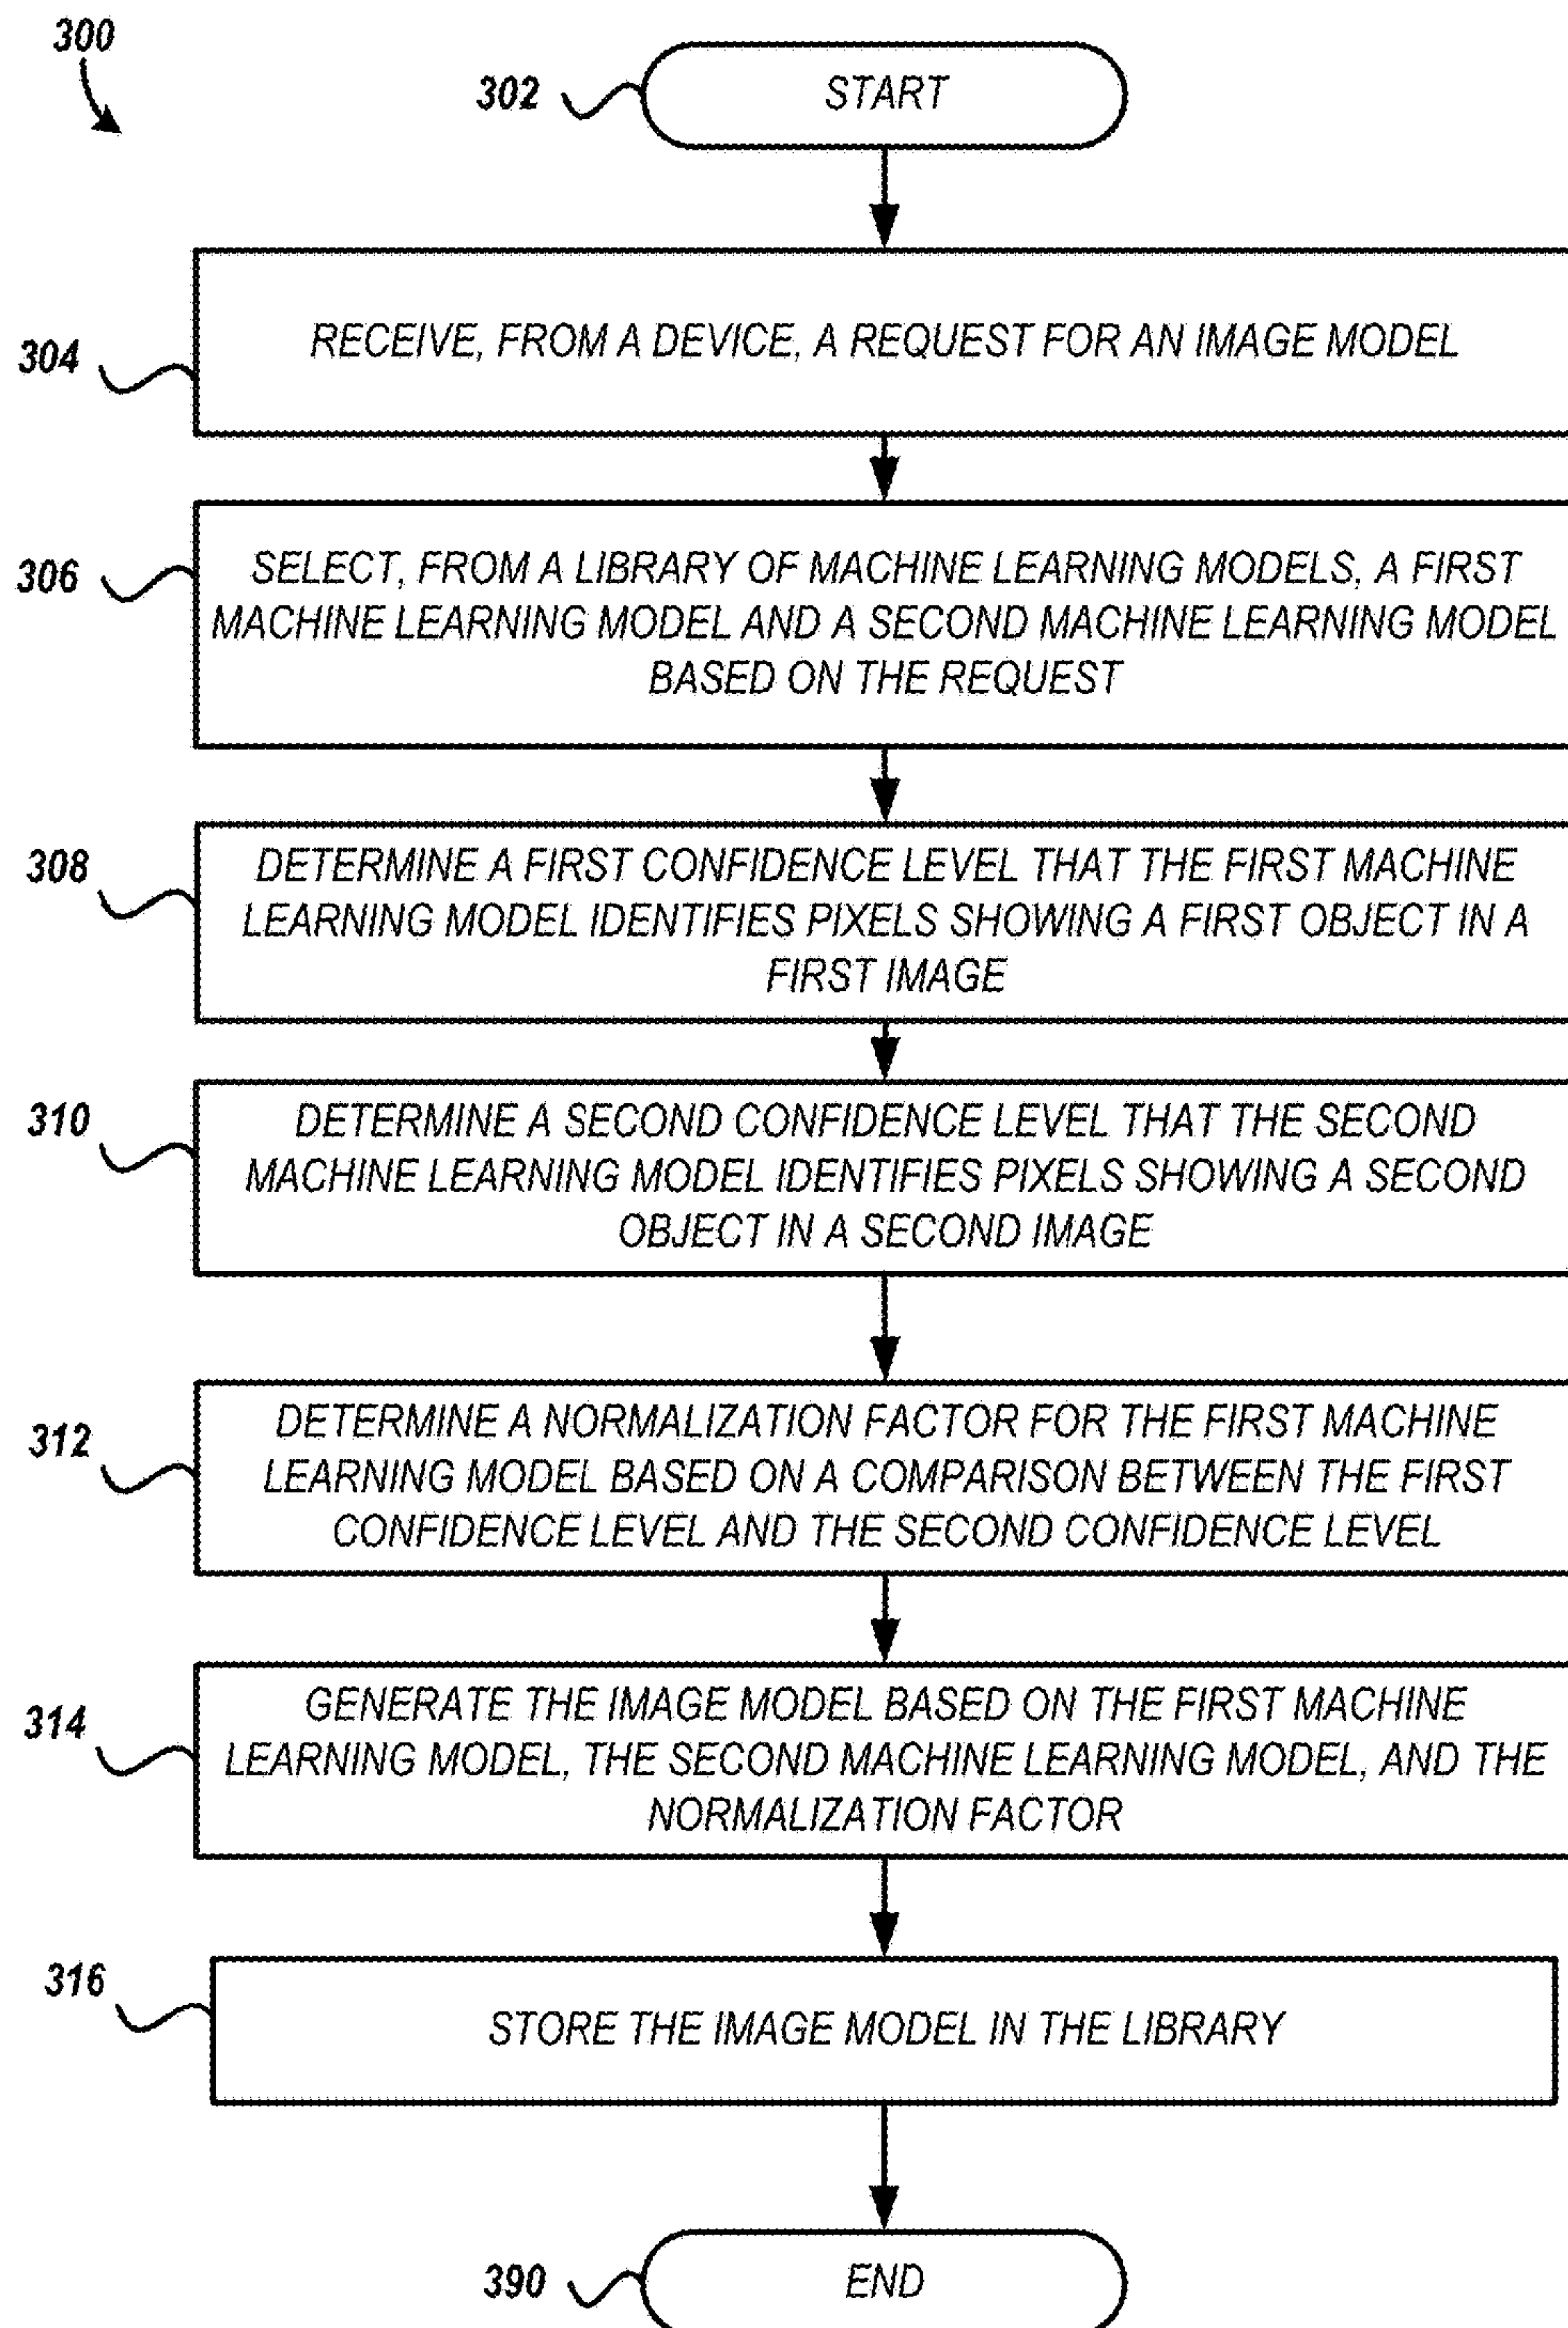 300
302
START
304
RECEIVE, FROM A DEVICE, A REQUEST FOR AN IMAGE MODEL
306
SELECT, FROM A LIBRARY OF MACHINE LEARNING MODELS, A FIRST
MACHINE LEARNING MODEL AND A SECOND MACHINE LEARNING MODEL
BASED ON THE REQUEST
308
DETERMINE A FIRST CONFIDENCE LEVEL THAT THE FIRST MACHINE
LEARNING MODEL IDENTIFIES PIXELS SHOWING A FIRST OBJECT IN A
FIRST IMAGE
310
DETERMINE A SECOND CONFIDENCE LEVEL THAT THE SECOND
MACHINE LEARNING MODEL IDENTIFIES PIXELS SHOWING A SECOND
OBJECT IN A SECOND IMAGE
312
DETERMINE A NORMALIZATION FACTOR FOR THE FIRST MACHINE
LEARNING MODEL BASED ON A COMPARISON BETWEEN THE FIRST
CONFIDENCE LEVEL AND THE SECOND CONFIDENCE LEVEL
314
GENERATE THE IMAGE MODEL BASED ON THE FIRST MACHINE
LEARNING MODEL, THE SECOND MACHINE LEARNING MODEL, AND THE
NORMALIZATION FACTOR
316
STORE THE IMAGE MODEL IN THE LIBRARY
390
END